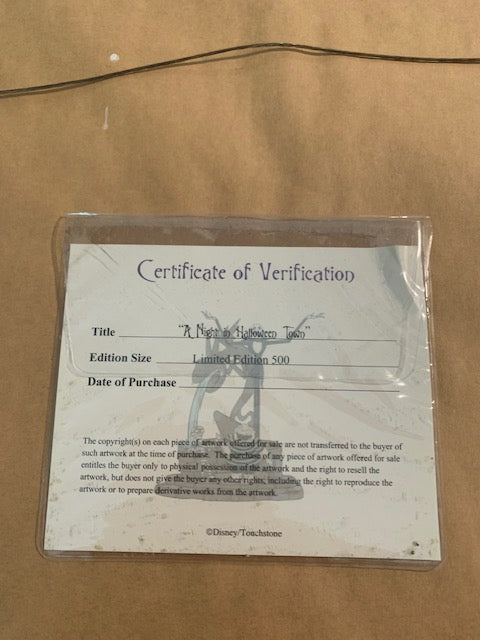 Certificate of Verification
Title "A Night in Halloween Town"
Edition Size Limited Edition 500
Date of Purchase
The copyright(s) on each piece of artwork offered for sale are not transferred to the buyer of
such artwork at the time of purchase. The purchase of any piece of artwork offered for sale
entitles the buyer only to physical possession of the artwork and the right to resell the
artwork, but does not give the buyer any other rights, including the right to reproduce the
artwork or to prepare derivative works from the artwork.
©Disney/Touchstone